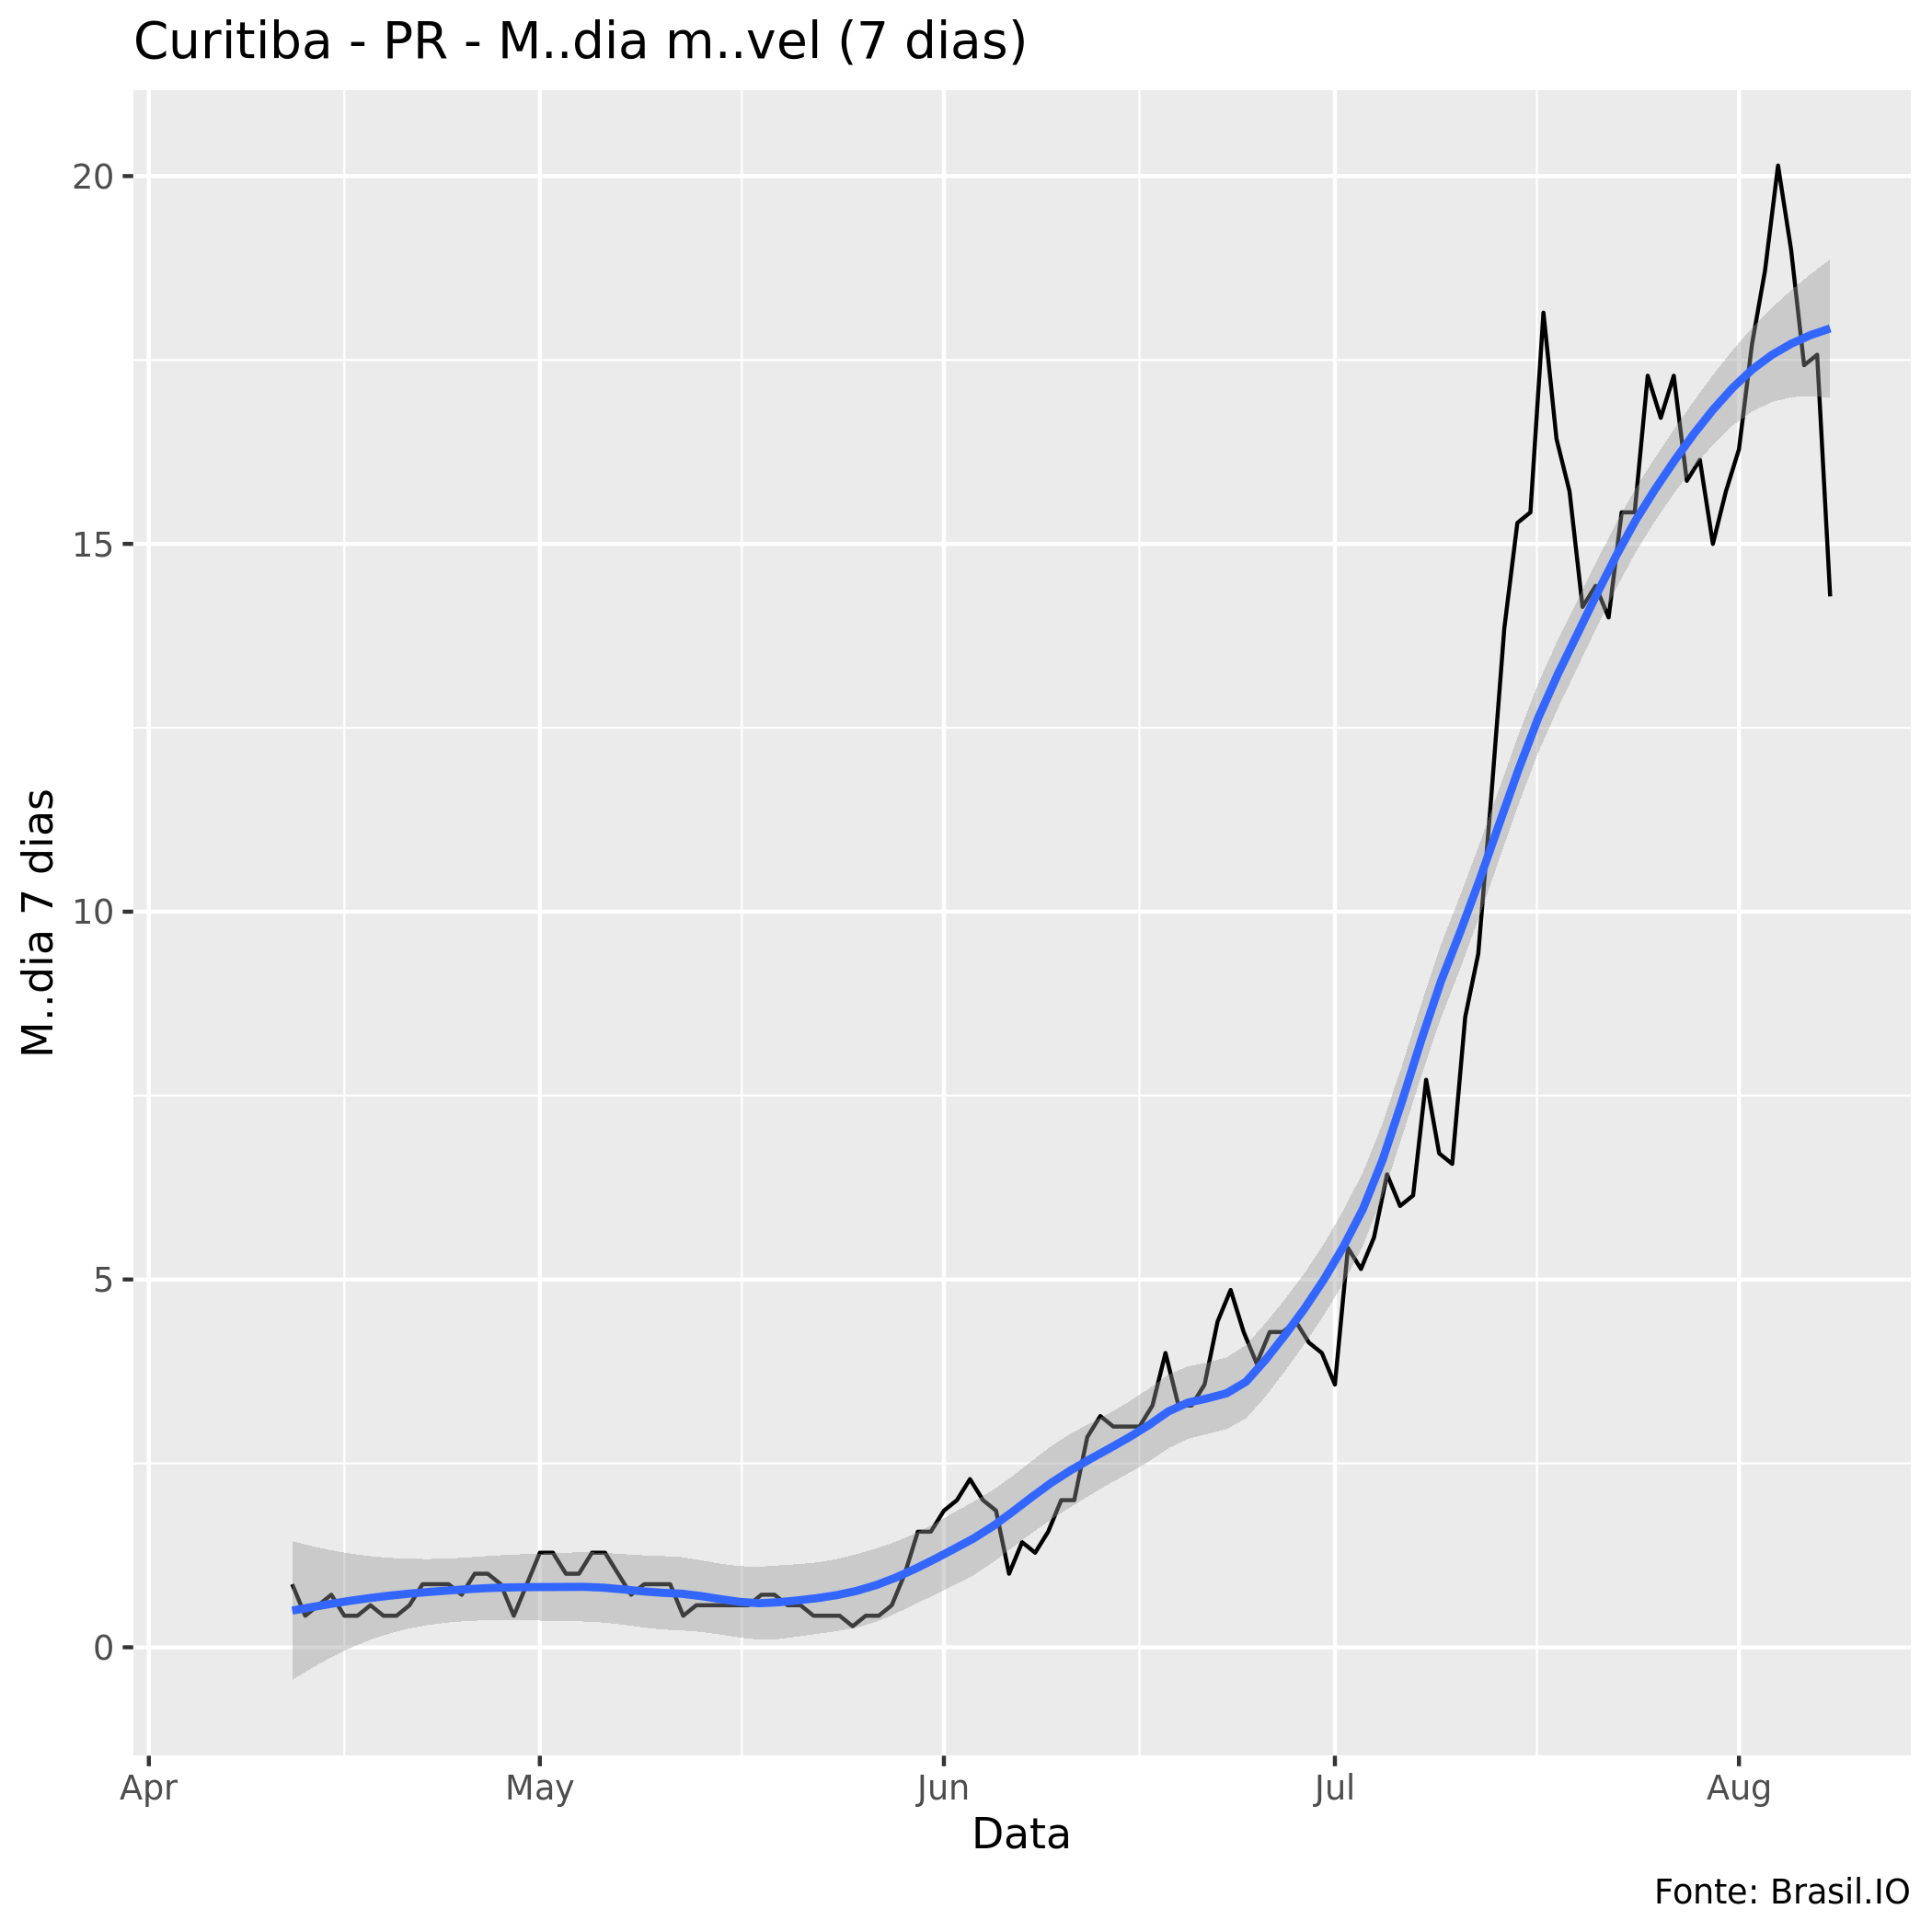 Curitiba - PR - M..dia m..vel (7 dias)
M..dia 7 dias
20
15
10
5
0
Apr May Jun Jul Aug
Data
Fonte: Brasil.IO